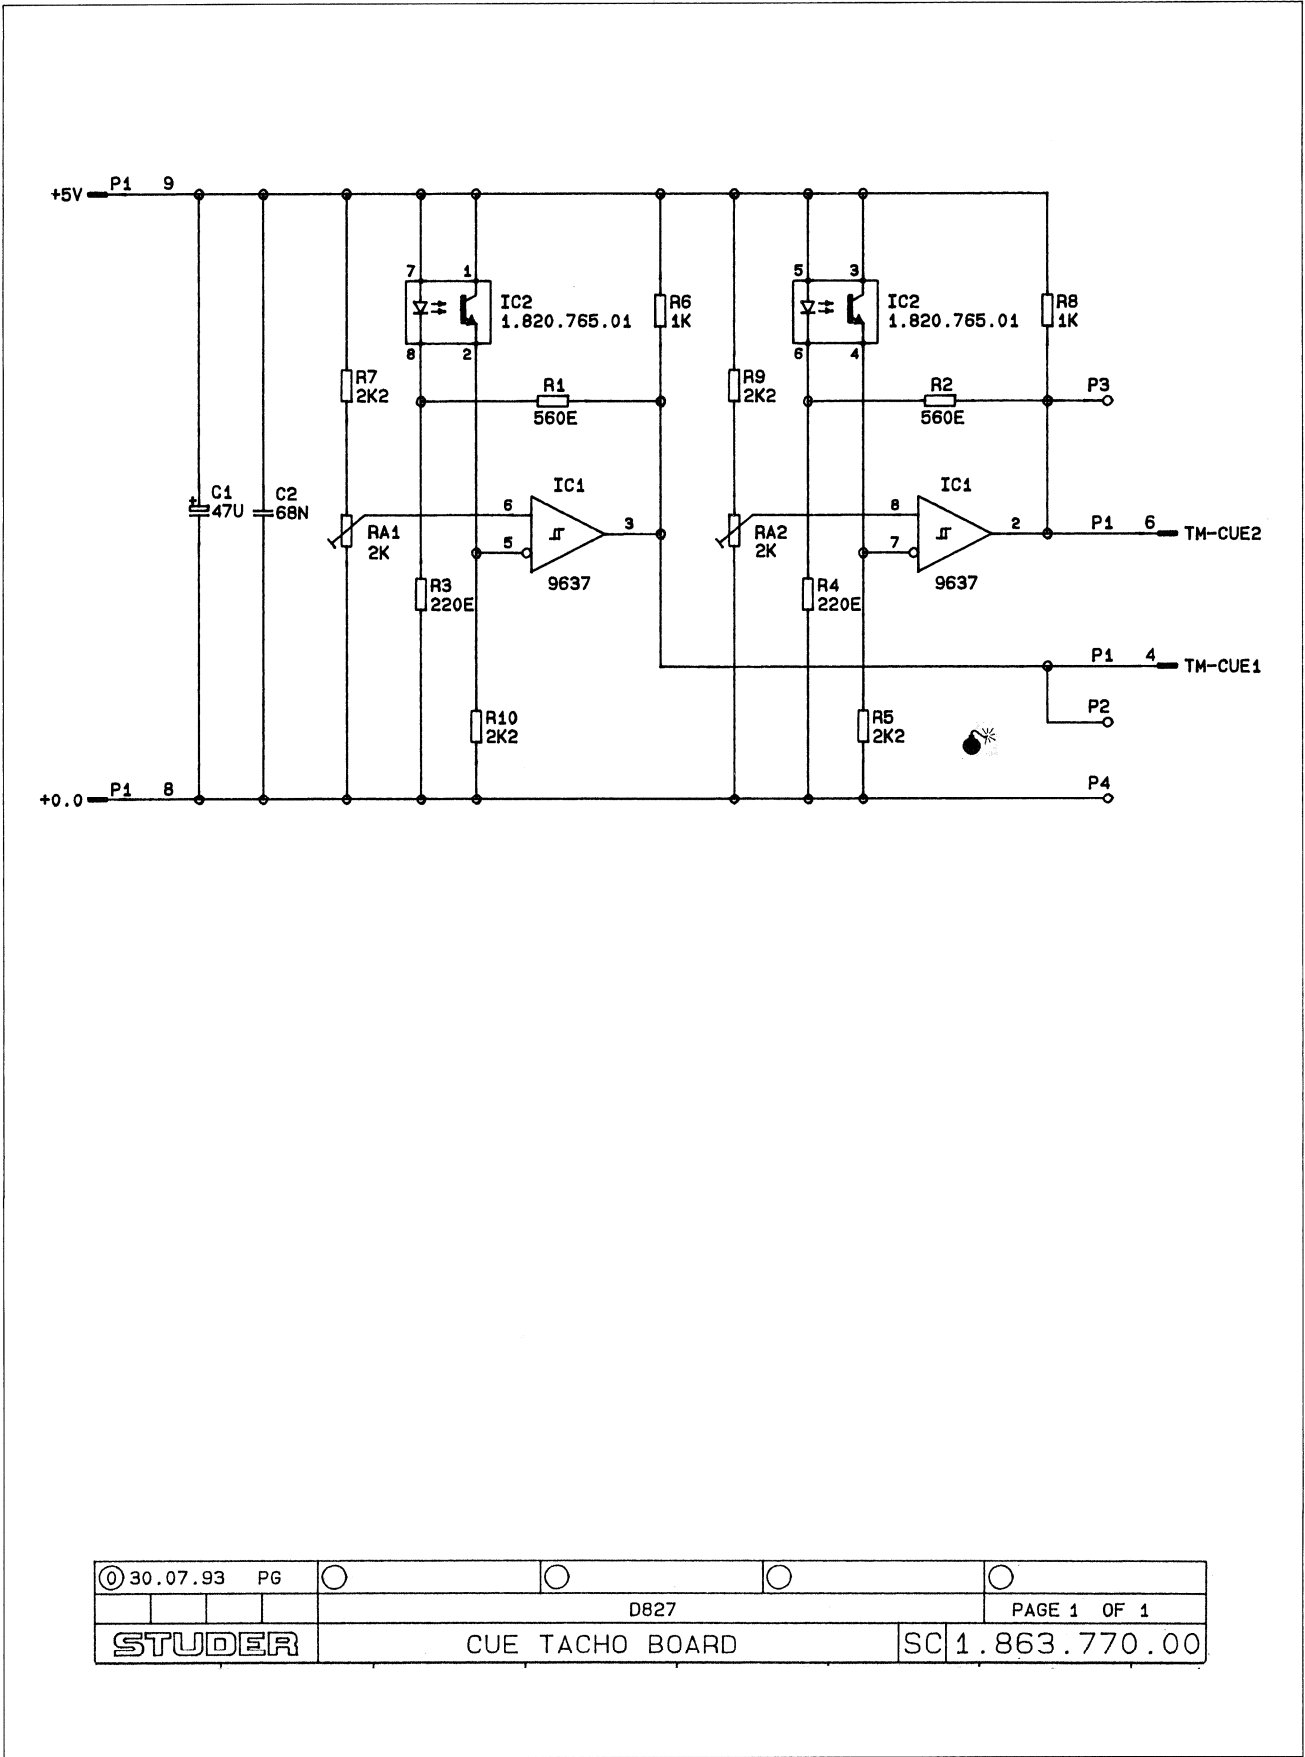 +5V P1 9
7 1
IC2
1.820.765.01
8 2
R6
1K
5 3
IC2
1.820.765.01
6 4
R8
1K
R7
2K2
R1
560E
R9
2K2
R2
560E
P3
C1
47U
+
C2
68N
RA1
2K
IC1
6
5
3
9637
R3
220E
RA2
2K
IC1
8
7
2
9637
R4
220E
P1 6 TM-CUE2
P1 4 TM-CUE1
P2
R10
2K2
R5
2K2
+0.0 P1 8
P4
0 30.07.93 PG
D827
PAGE 1 OF 1
STUDER
CUE TACHO BOARD
SC 1.863.770.00